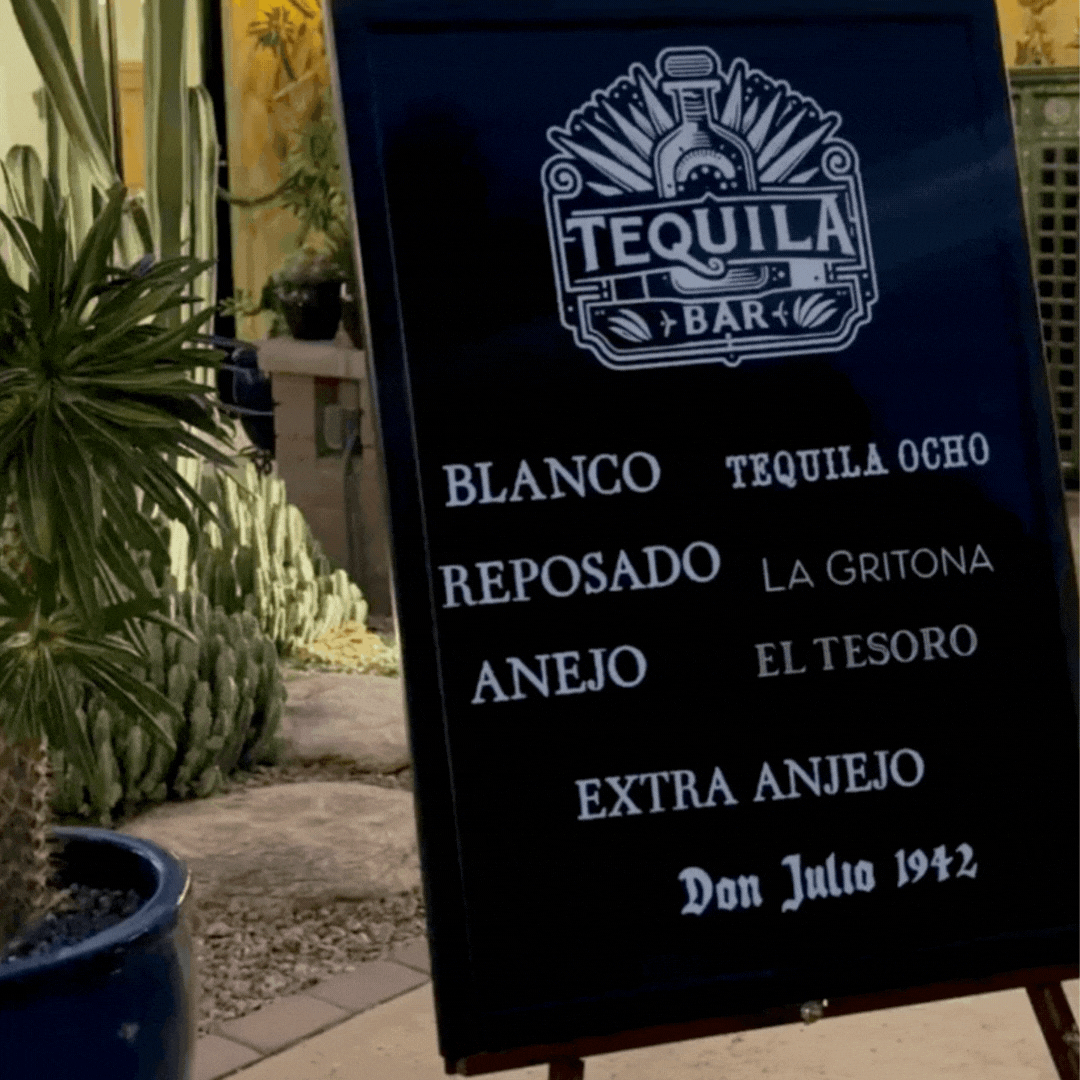 TEQUILA
BAR
BLANCO TEQUILA OCHO
REPOSADO LA GRITONA
ANEJO EL TESORO
EXTRA ANJEJO
Don Julio 1942